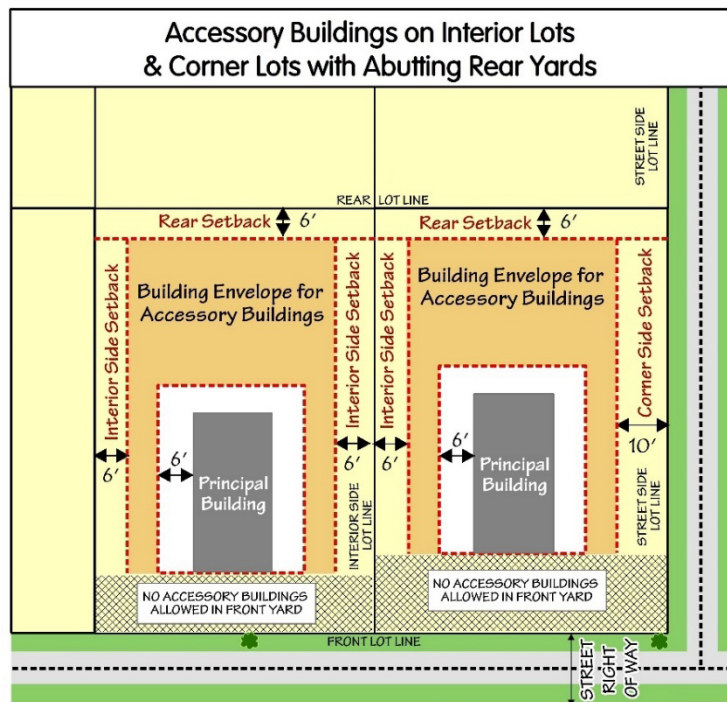 Accessory Buildings on Interior Lots
& Corner Lots with Abutting Rear Yards
STREET SIDE
LOT LINE
REAR LOT LINE
Rear Setback
6'
Rear Setback
6'
Interior Side Setback
Building Envelope for
Accessory Buildings
Interior Side Setback
Interior Side Setback
Building Envelope for
Accessory Buildings
Corner Side Setback
6'
6'
Principal
Building
6'
6'
6'
Principal
Building
10'
INTERIOR SIDE
LOT LINE
STREET SIDE
LOT LINE
NO ACCESSORY BUILDINGS
ALLOWED IN FRONT YARD
NO ACCESSORY BUILDINGS
ALLOWED IN FRONT YARD
FRONT LOT LINE
STREET
RIGHT
OF WAY